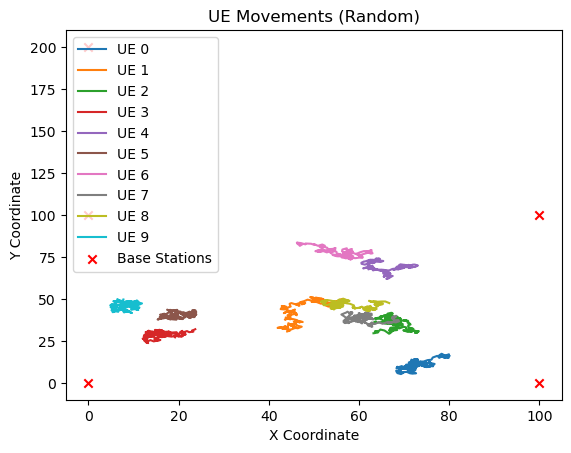 UE Movements (Random)
200
175
150
125
100
75
50
25
0
Y Coordinate
UE 0
UE 1
UE 2
UE 3
UE 4
UE 5
UE 6
UE 7
UE 8
UE 9
Base Stations
0
20
40
60
80
100
X Coordinate